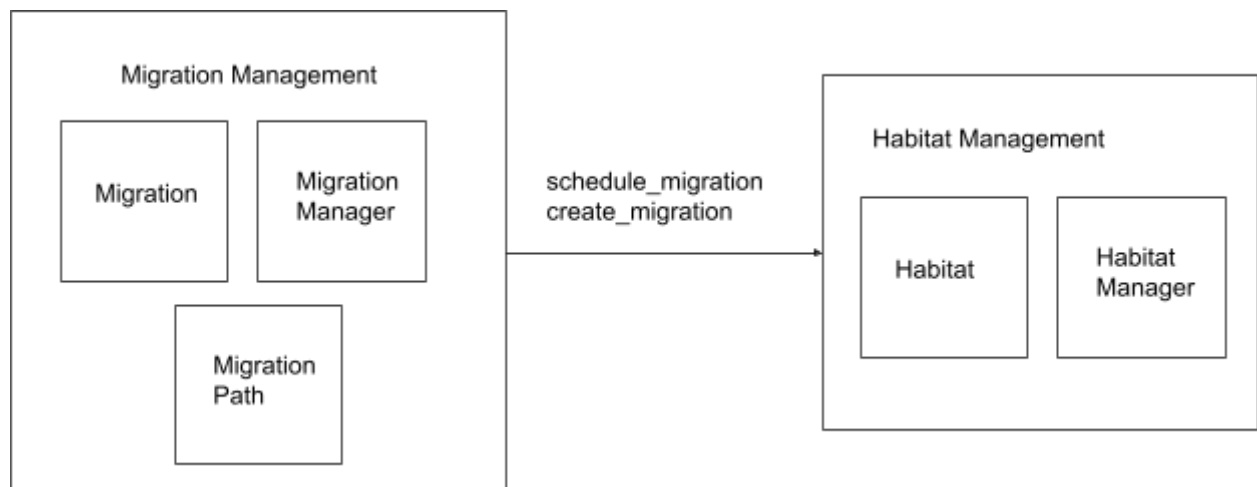 Migration Management
Migration
Migration
Manager
Migration
Path
schedule_migration
create_migration
Habitat Management
Habitat
Habitat
Manager